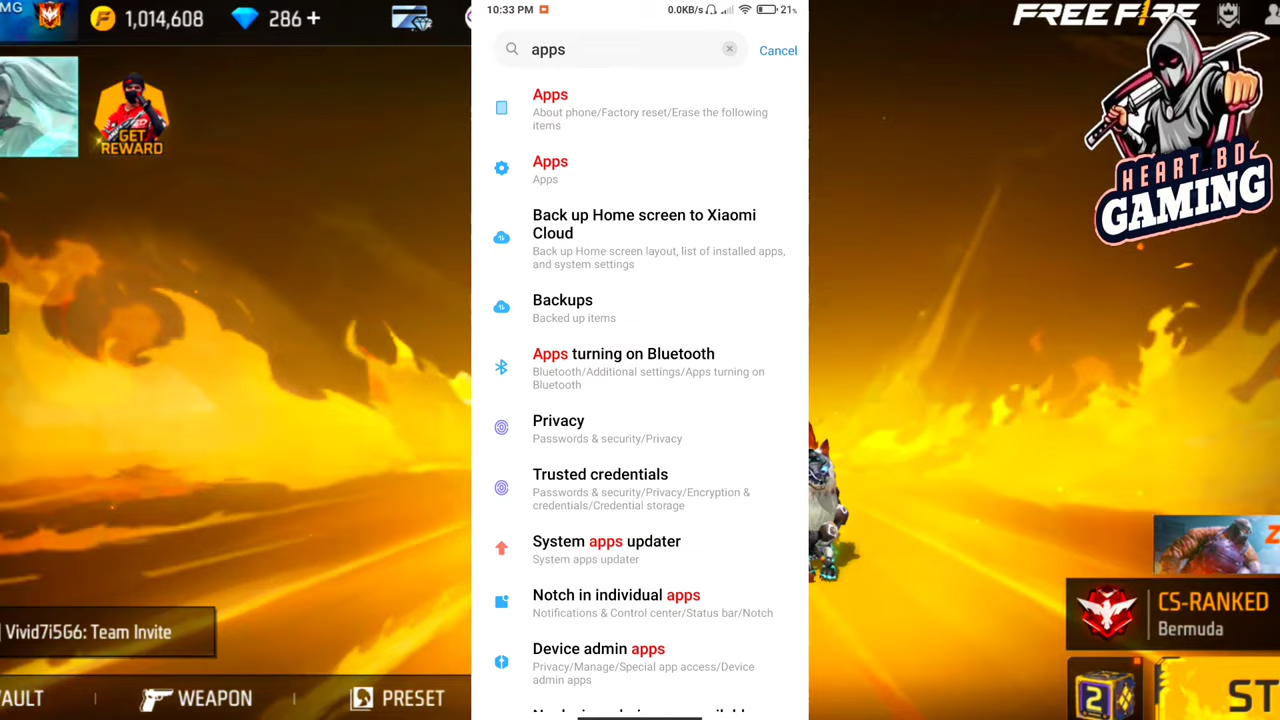 MG
1,014,608
286 +
GET
REWARD
Vivid7i5G6: Team Invite
AULT
WEAPON
PRESET
10:33 PM
0.0KB/s
21%
apps
Cancel
Apps
About phone/Factory reset/Erase the following
items
Apps
Apps
Back up Home screen to Xiaomi
Cloud
Back up Home screen layout, list of installed apps,
and system settings
Backups
Backed up items
Apps turning on Bluetooth
Bluetooth/Additional settings/Apps turning on
Bluetooth
Privacy
Passwords & security/Privacy
Trusted credentials
Passwords & security/Privacy/Encryption &
credentials/Credential storage
System apps updater
System apps updater
Notch in individual apps
Notifications & Control center/Status bar/Notch
Device admin apps
Privacy/Manage/Special app access/Device
admin apps
FREE FIRE
HEART BD
GAMING
Z
CS-RANKED
Bermuda
2
ST